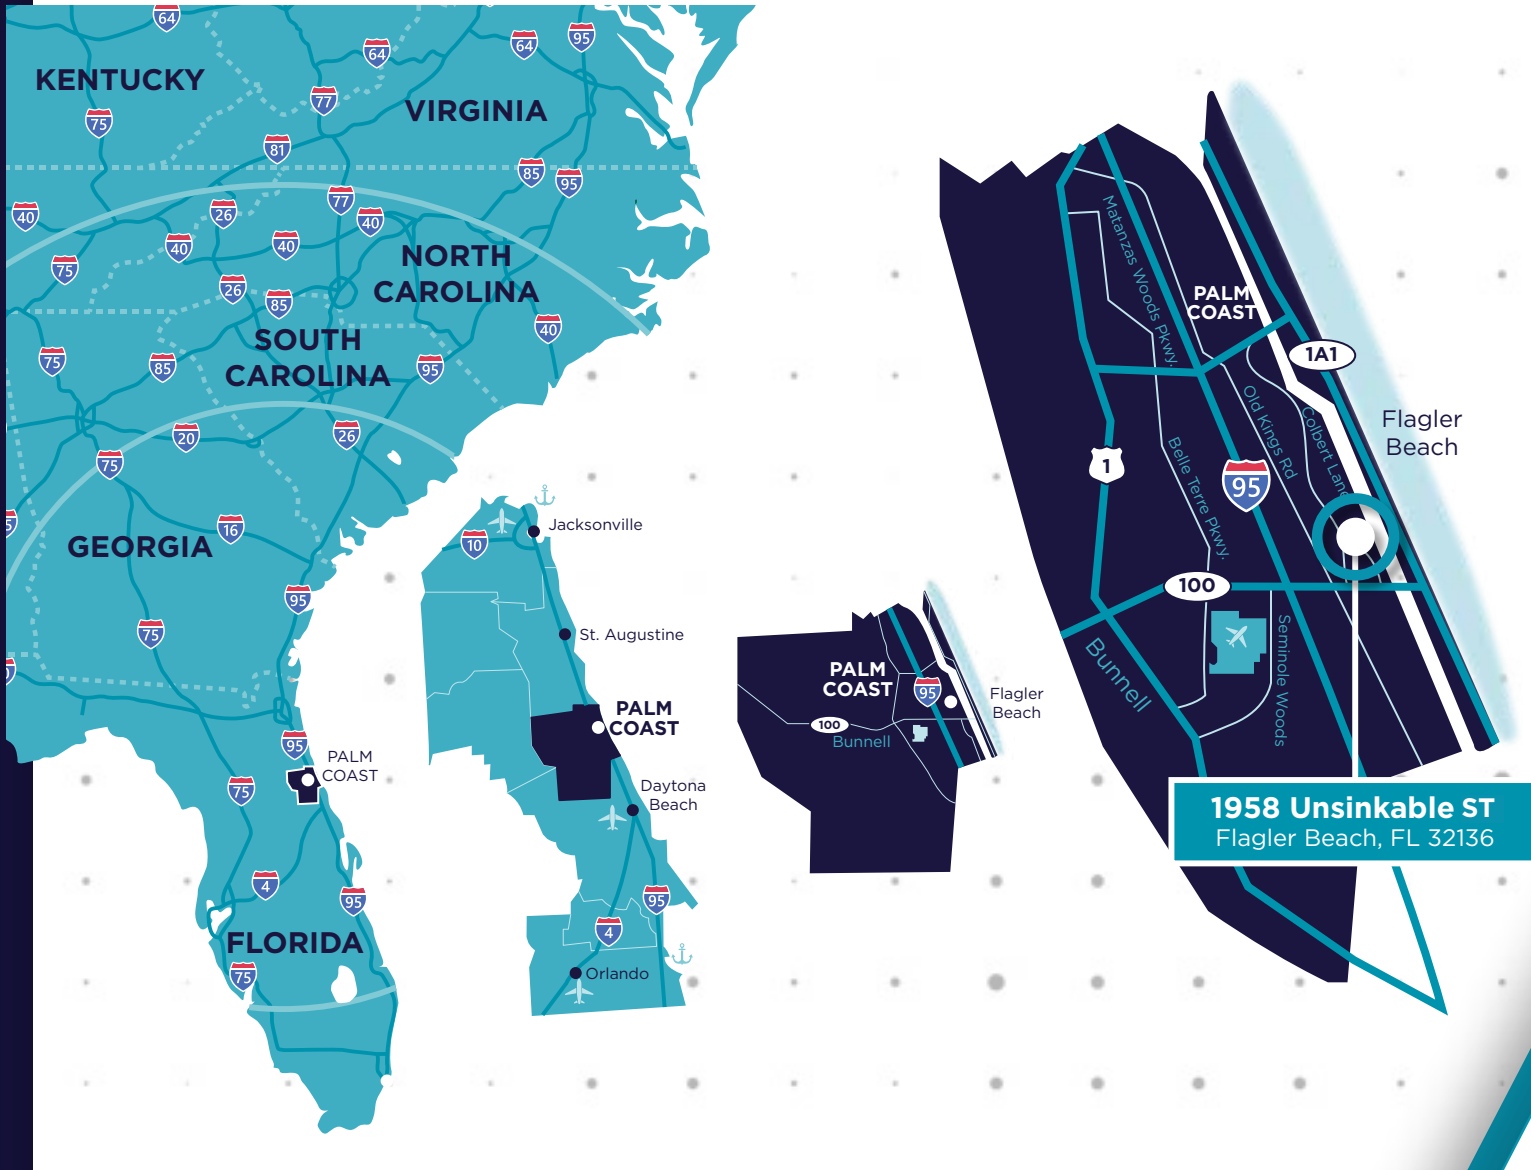 64
64
64
95
KENTUCKY
77
VIRGINIA
75
81
85
95
77
40
26
40
40
40
75
NORTH
CAROLINA
26
85
40
SOUTH
CAROLINA
75
85
95
20
26
75
16
GEORGIA
95
75
95
PALM
COAST
75
4
95
FLORIDA
75
Jacksonville
10
St. Augustine
PALM
COAST
Daytona
Beach
95
4
Orlando
PALM
COAST
95
Flagler
Beach
100
Bunnell
Matanzas Woods Pkwy.
PALM
COAST
1A1
Flagler
Beach
Old Kings Rd
Colbert Lane
1
95
Belle Terre Pkwy.
100
Bunnell
Seminole Woods
1958 Unsinkable ST
Flagler Beach, FL 32136